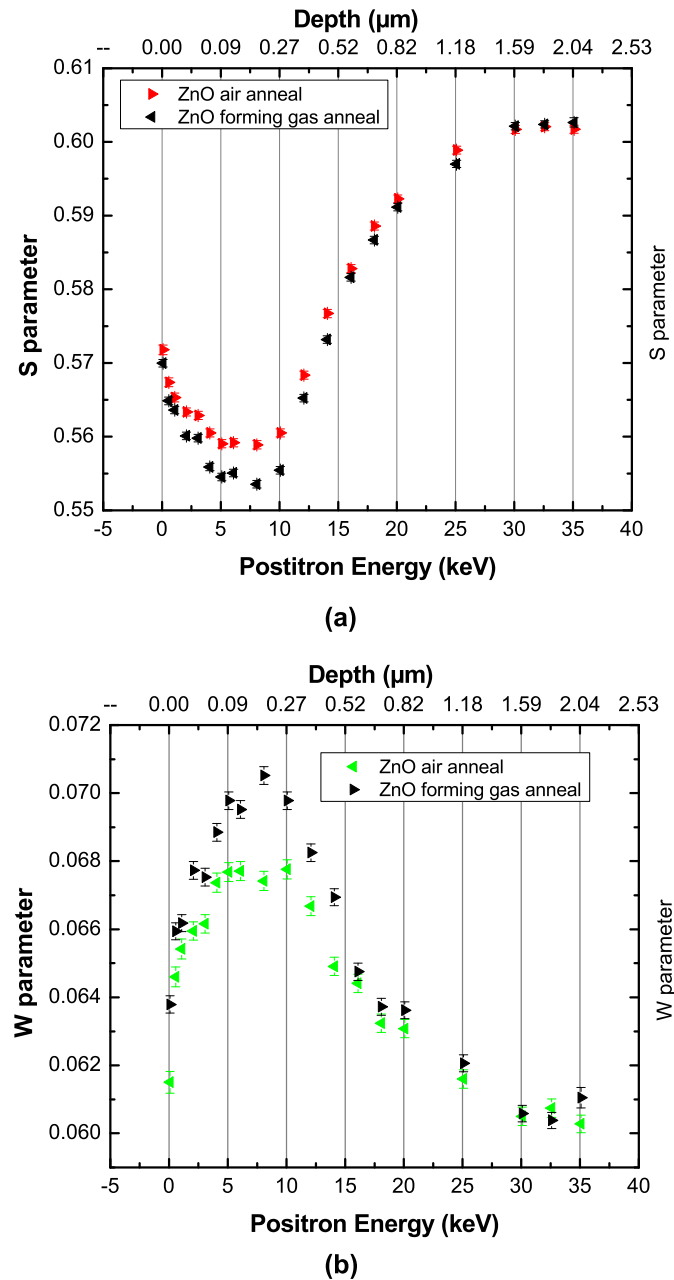 Depth (µm)
-- 0.00 0.09 0.27 0.52 0.82 1.18 1.59 2.04 2.53
0.61
ZnO air anneal
ZnO forming gas anneal
0.60
0.59
0.58
0.57
0.56
0.55
S parameter
S parameter
-5 0 5 10 15 20 25 30 35 40
Postitron Energy (keV)
(a)
Depth (µm)
-- 0.00 0.09 0.27 0.52 0.82 1.18 1.59 2.04 2.53
0.072
ZnO air anneal
ZnO forming gas anneal
0.070
0.068
0.066
0.064
0.062
0.060
W parameter
W parameter
-5 0 5 10 15 20 25 30 35 40
Positron Energy (keV)
(b)